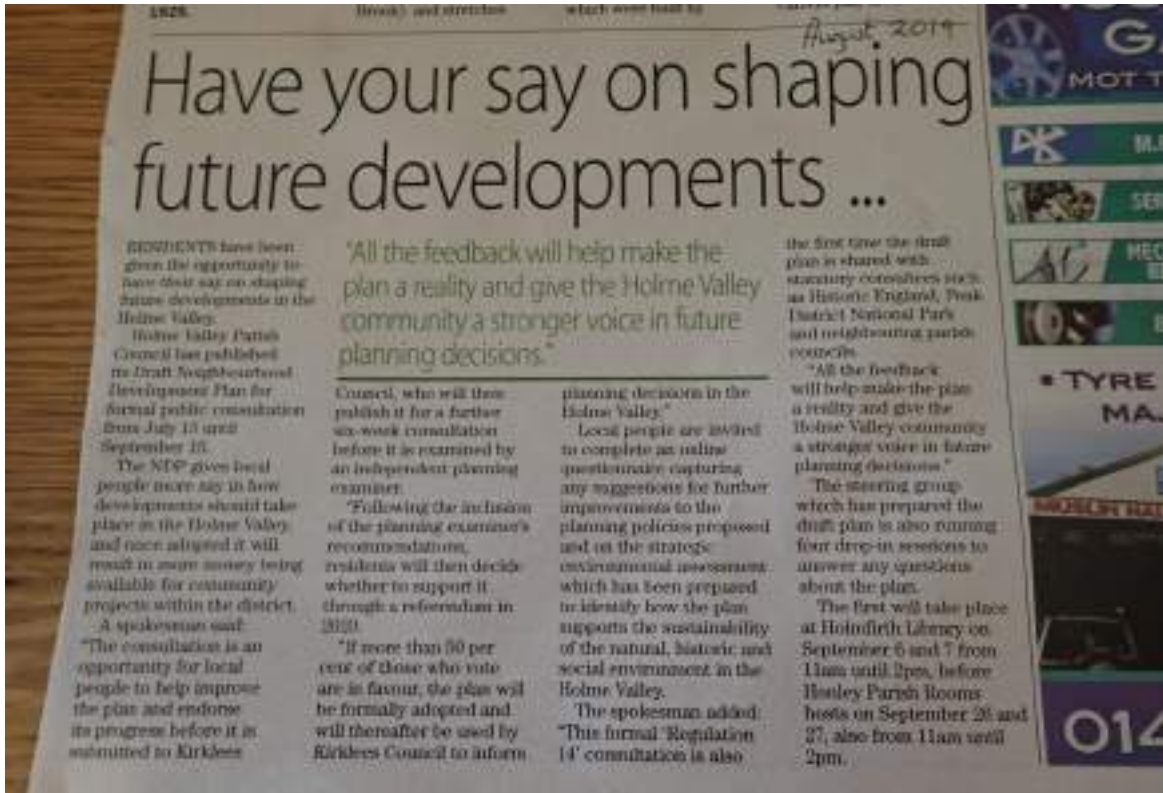 1828.
Brook) and stretches
which were built by
August 2019
Have your say on shaping
future developments ...
RESIDENTS have been
given the opportunity to
have their say on shaping
future developments in the
Holme Valley.
Holme Valley Parish
Council has published
its Draft Neighbourhood
Development Plan for
formal public consultation
from July 15 until
September 15.
The NDP gives local
people more say in how
developments should take
place in the Holme Valley,
and once adopted it will
result in more money being
available for community
projects within the district.
A spokesman said:
"The consultation is an
opportunity for local
people to help improve
the plan and endorse
its progress before it is
submitted to Kirklees
"All the feedback will help make the
plan a reality and give the Holme Valley
community a stronger voice in future
planning decisions."
Council, who will then
publish it for a further
six-week consultation
before it is examined by
an independent planning
examiner.
"Following the inclusion
of the planning examiner's
recommendations,
residents will then decide
whether to support it
through a referendum in
2020.
"If more than 50 per
cent of those who vote
are in favour, the plan will
be formally adopted and
will thereafter be used by
Kirklees Council to inform
planning decisions in the
Holme Valley."
Local people are invited
to complete an online
questionnaire capturing
any suggestions for further
improvements to the
planning policies proposed
and on the strategic
environmental assessment
which has been prepared
to identify how the plan
supports the sustainability
of the natural, historic and
social environment in the
Holme Valley.
The spokesman added:
"This formal 'Regulation
14' consultation is also
the first time the draft
plan is shared with
statutory consultees such
as Historic England, Peak
District National Park
and neighbouring parish
councils.
"All the feedback
will help make the plan
a reality and give the
Holme Valley community
a stronger voice in future
planning decisions."
The steering group
which has prepared the
draft plan is also running
four drop-in sessions to
answer any questions
about the plan.
The first will take place
at Holmfirth Library on
September 6 and 7 from
11am until 2pm, before
Honley Parish Rooms
hosts on September 26 and
27, also from 11am until
2pm.
GA
MOT T
M.
SER
MEC
• TYRE
MA
014